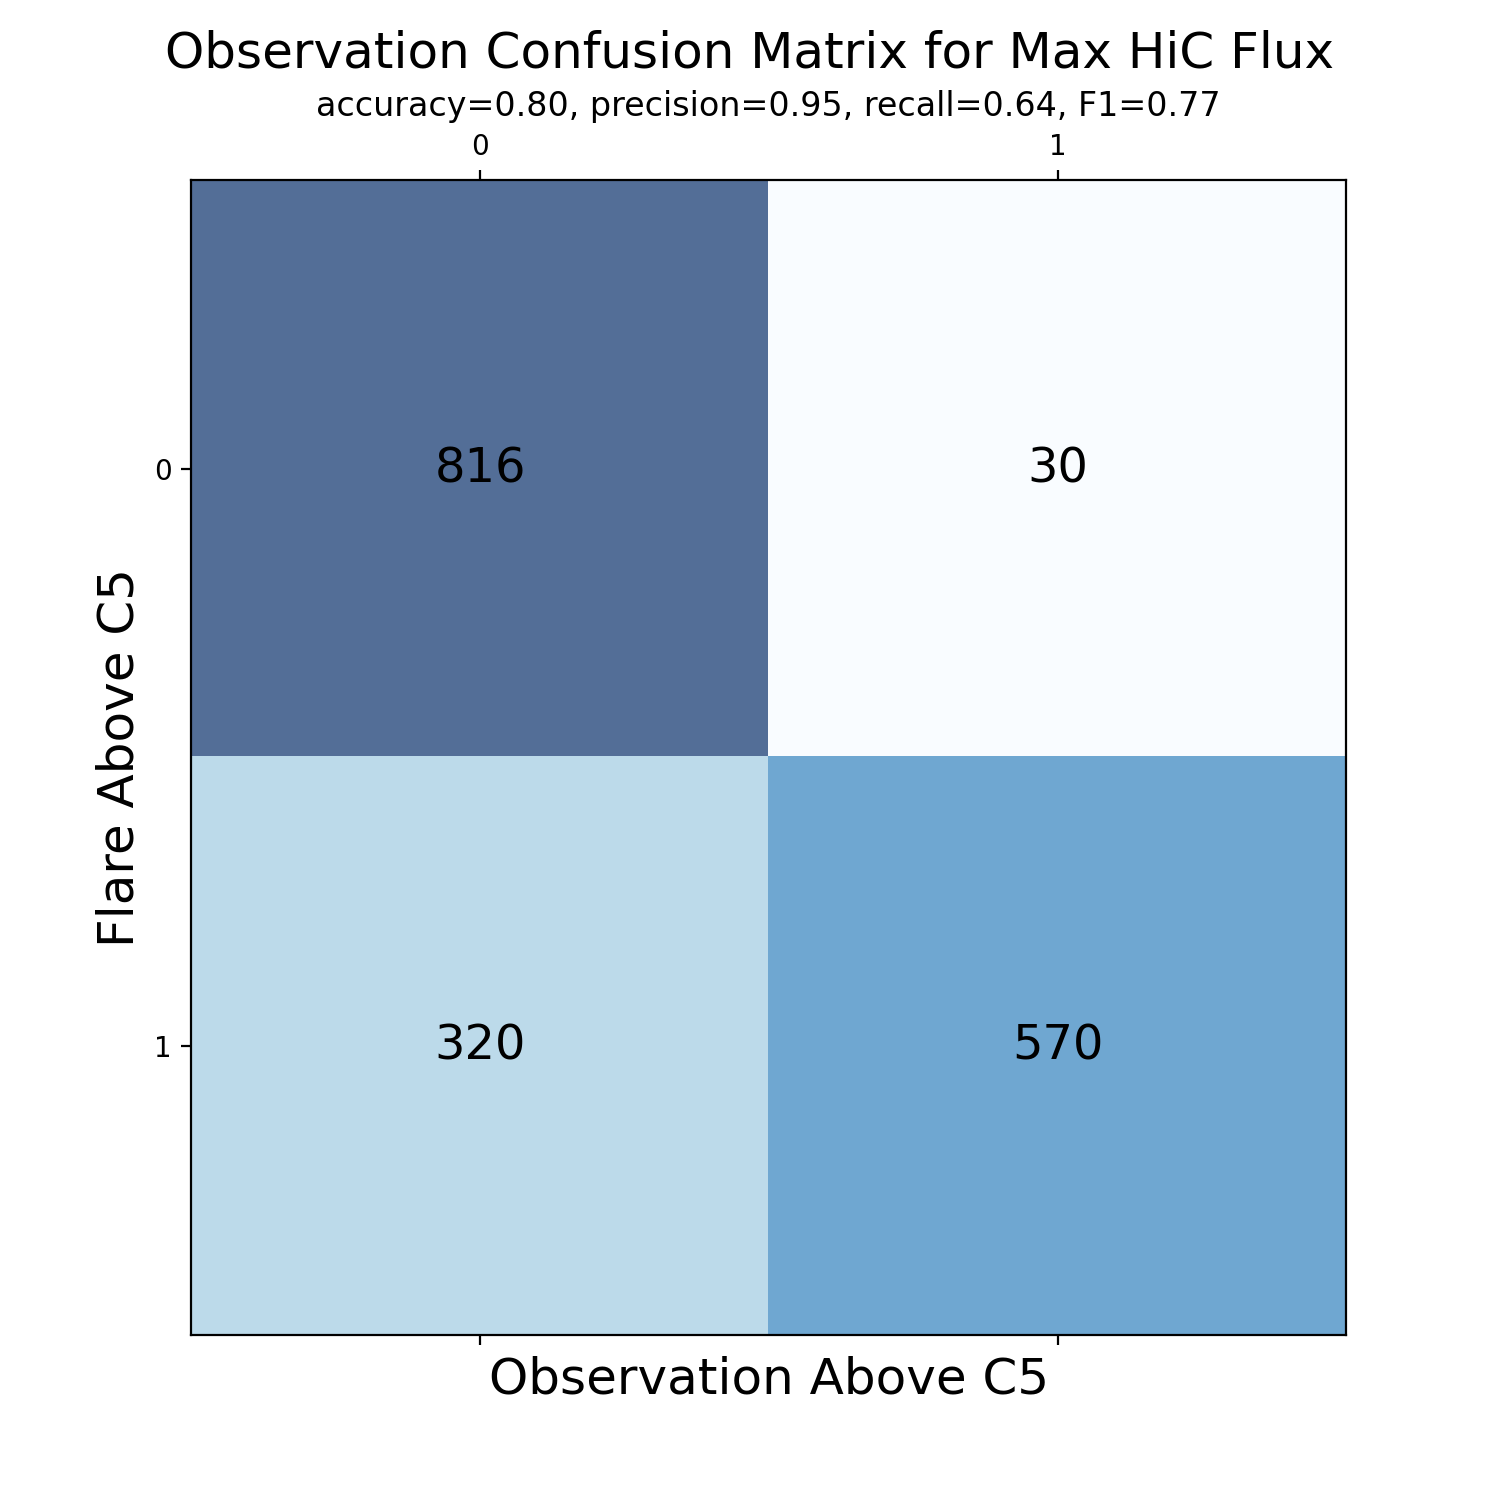 Observation Confusion Matrix for Max HiC Flux
accuracy=0.80, precision=0.95, recall=0.64, F1=0.77
0 1
0
816 30
Flare Above C5
1
320 570
Observation Above C5